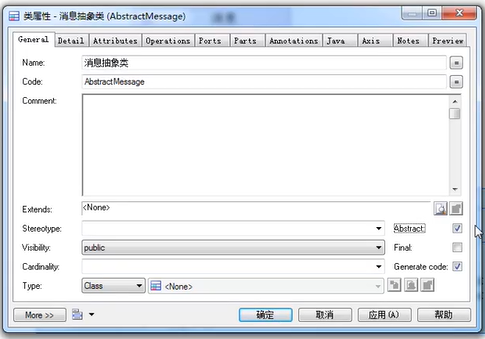 类属性 - 消息抽象类 (AbstractMessage)
General Detail Attributes Operations Ports Parts Annotations Java Axis Notes Preview
Name: 消息抽象类 =
Code: AbstractMessage =
Comment:
Extends: <None>
Stereotype: Abstract:
Visibility: public Final:
Cardinality: Generate code:
Type: Class <None>
More >> 确定 取消 应用(A) 帮助